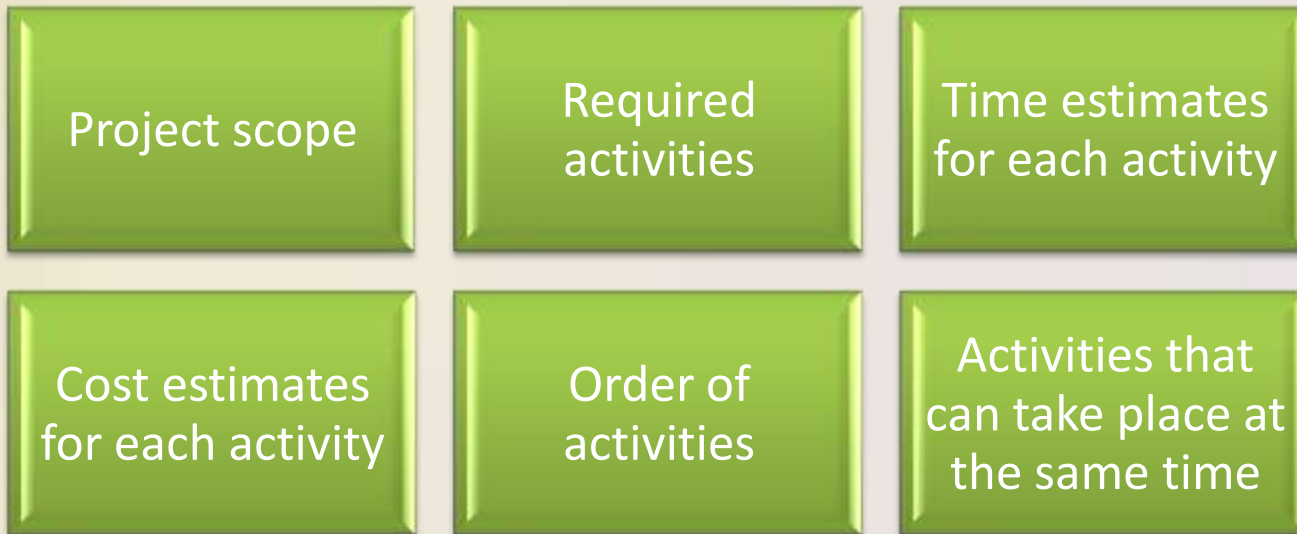 Project scope
Required
activities
Time estimates
for each activity
Cost estimates
for each activity
Order of
activities
Activities that
can take place at
the same time